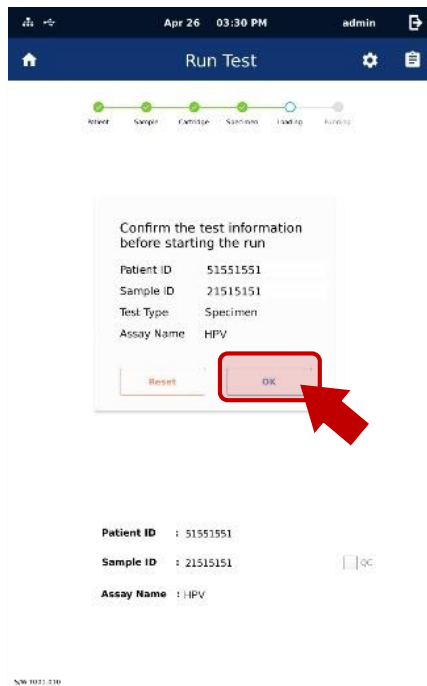 Apr 26 03:30 PM admin
Run Test
Patient Sample Cartridge Specimen Loading Running
Confirm the test information
before starting the run
Patient ID 51551551
Sample ID 21515151
Test Type Specimen
Assay Name HPV
Reset OK
Patient ID : 51551551
Sample ID : 21515151 QC
Assay Name : HPV